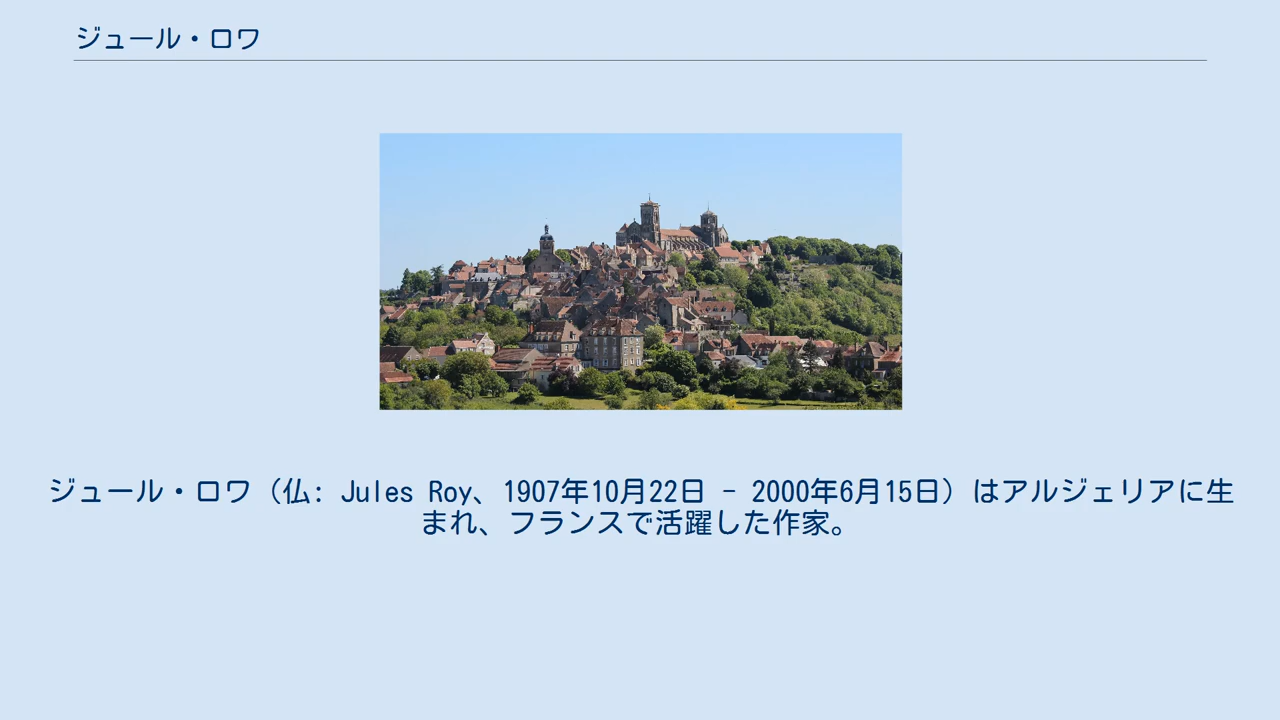 ジュール・ロワ
ジュール・ロワ（仏: Jules Roy、1907年10月22日 - 2000年6月15日）はアルジェリアに生
まれ、フランスで活躍した作家。